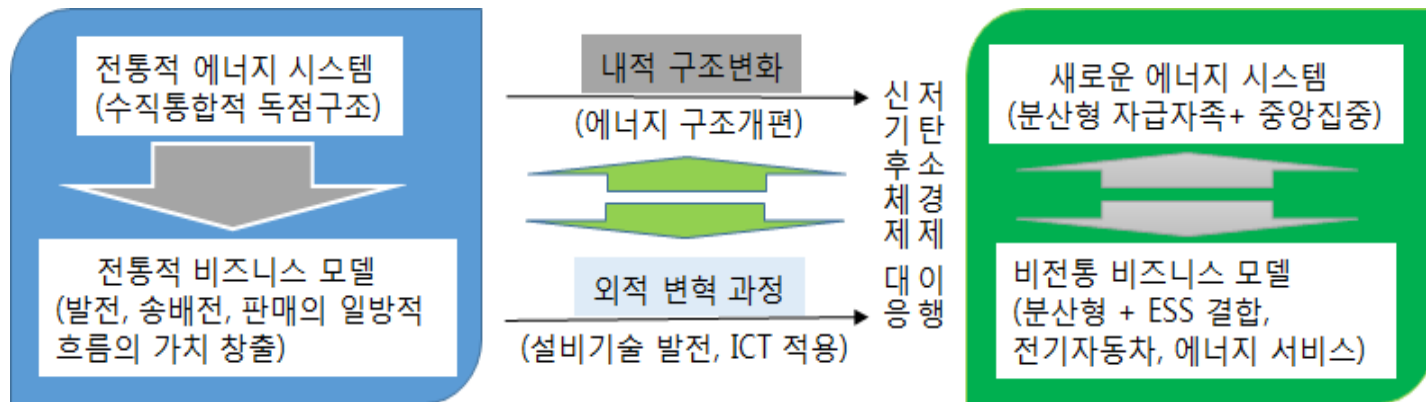 전통적 에너지 시스템
(수직통합적 독점구조)
전통적 비즈니스 모델
(발전, 송배전, 판매의 일방적
흐름의 가치 창출)
내적 구조변화
(에너지 구조개편)
외적 변혁 과정
(설비기술 발전, ICT 적용)
신기후체제 대응
저탄소경제 이행
새로운 에너지 시스템
(분산형 자급자족+ 중앙집중)
비전통 비즈니스 모델
(분산형 + ESS 결합,
전기자동차, 에너지 서비스)